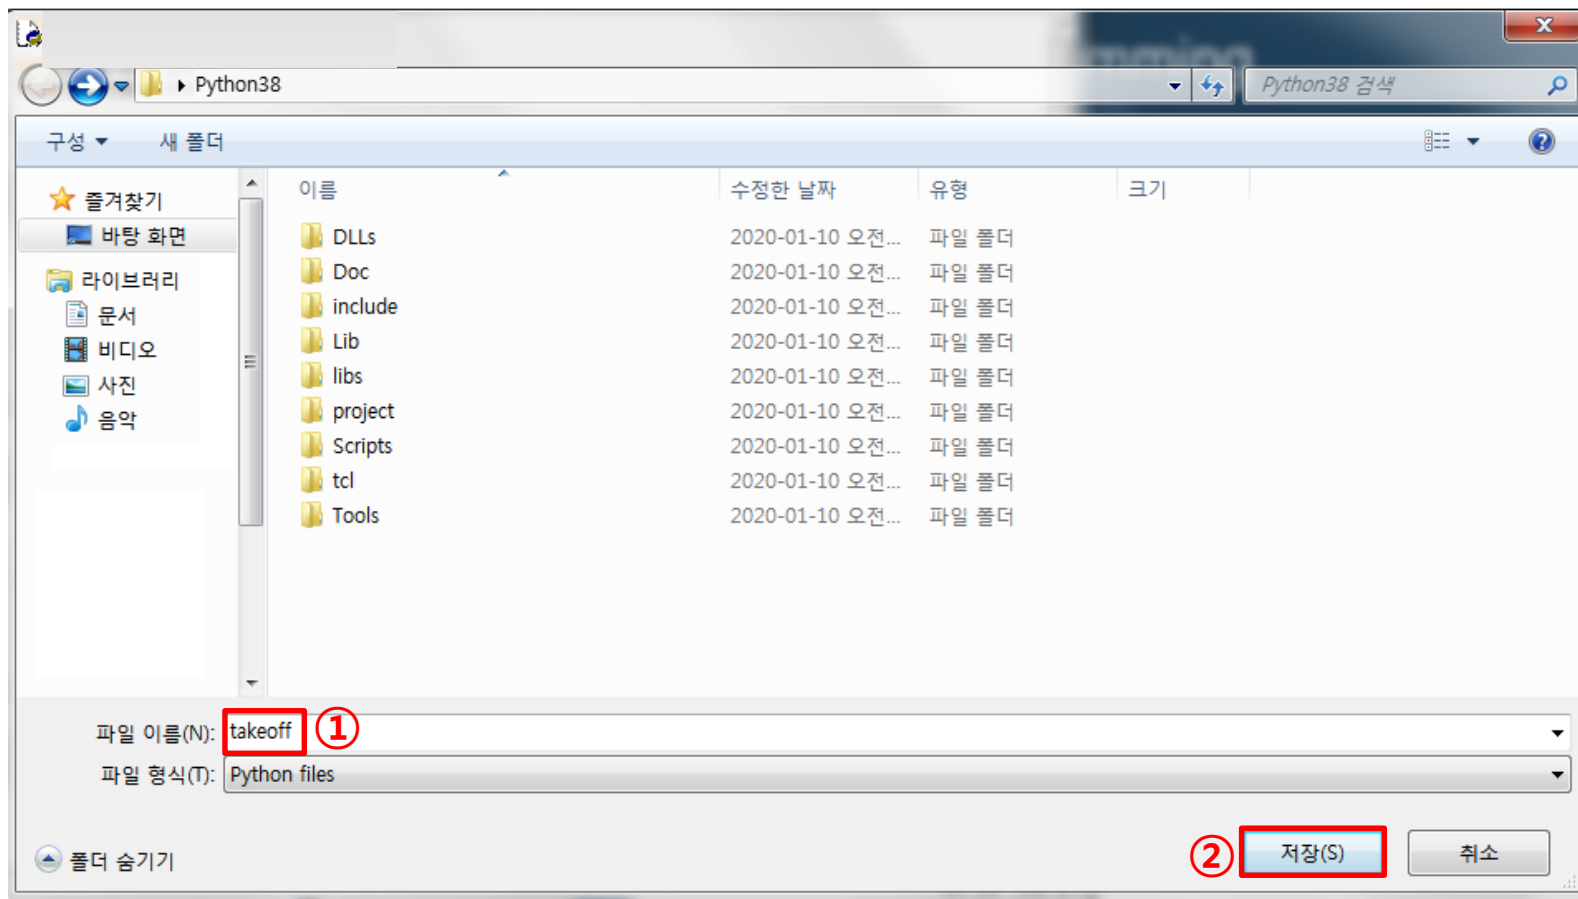 mming
Python38
Python38 검색
구성 새 폴더
즐겨찾기
바탕 화면
라이브러리
문서
비디오
사진
음악
이름 수정한 날짜 유형 크기
DLLs 2020-01-10 오전... 파일 폴더
Doc 2020-01-10 오전... 파일 폴더
include 2020-01-10 오전... 파일 폴더
Lib 2020-01-10 오전... 파일 폴더
libs 2020-01-10 오전... 파일 폴더
project 2020-01-10 오전... 파일 폴더
Scripts 2020-01-10 오전... 파일 폴더
tcl 2020-01-10 오전... 파일 폴더
Tools 2020-01-10 오전... 파일 폴더
파일 이름(N): takeoff ①
파일 형식(T): Python files
폴더 숨기기
② 저장(S) 취소